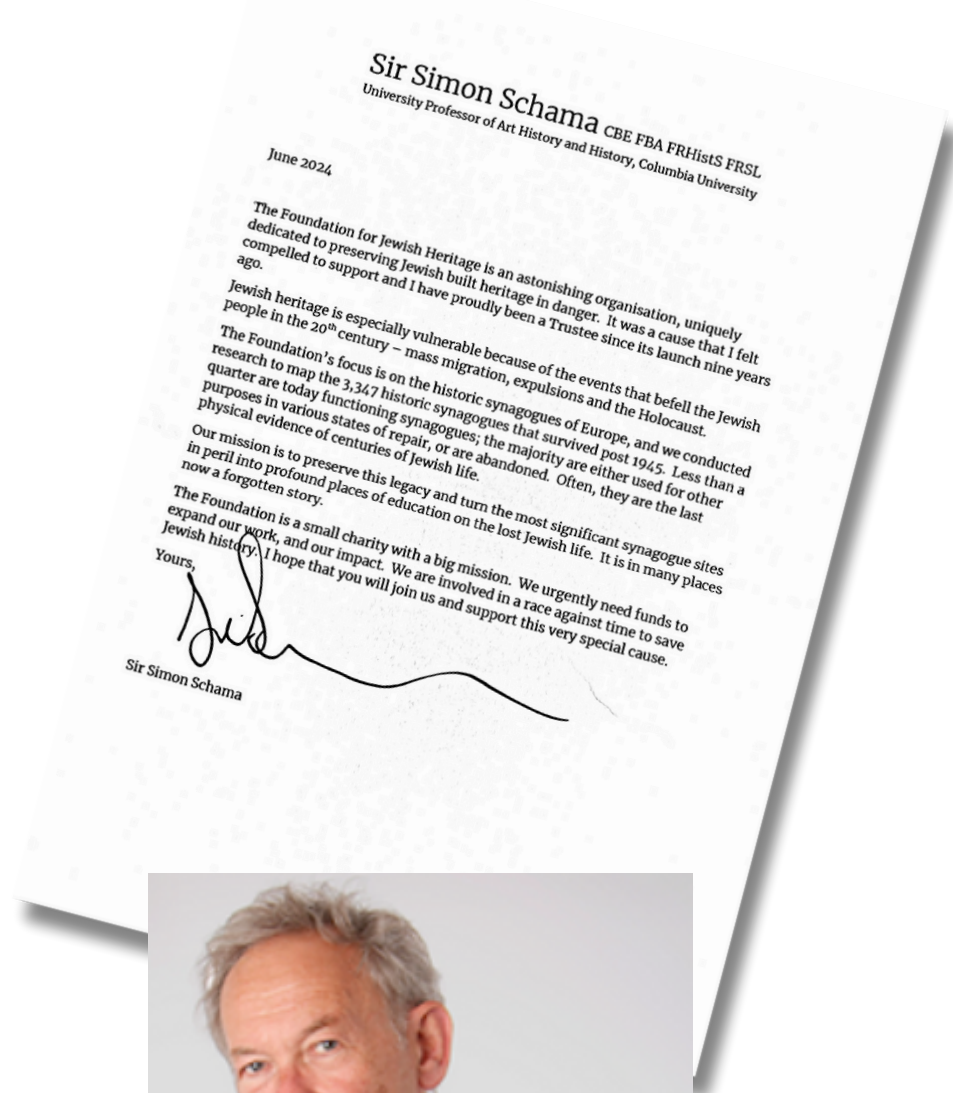 Sir Simon Schama CBE FBA FRHistS FRSL
University Professor of Art History and History, Columbia University
June 2024
The Foundation for Jewish Heritage is an astonishing organisation, uniquely
dedicated to preserving Jewish built heritage in danger. It was a cause that I felt
compelled to support and I have proudly been a Trustee since its launch nine years
ago.
Jewish heritage is especially vulnerable because of the events that befell the Jewish
people in the 20th century – mass migration, expulsions and the Holocaust.
The Foundation's focus is on the historic synagogues of Europe, and we conducted
research to map the 3,347 historic synagogues that survived post 1945. Less than a
quarter are today functioning synagogues; the majority are either used for other
purposes in various states of repair, or are abandoned. Often, they are the last
physical evidence of centuries of Jewish life.
Our mission is to preserve this legacy and turn the most significant synagogue sites
in peril into profound places of education on the lost Jewish life. It is in many places
now a forgotten story.
The Foundation is a small charity with a big mission. We urgently need funds to
expand our work, and our impact. We are involved in a race against time to save
Jewish history. I hope that you will join us and support this very special cause.
Yours,
Sir Simon Schama